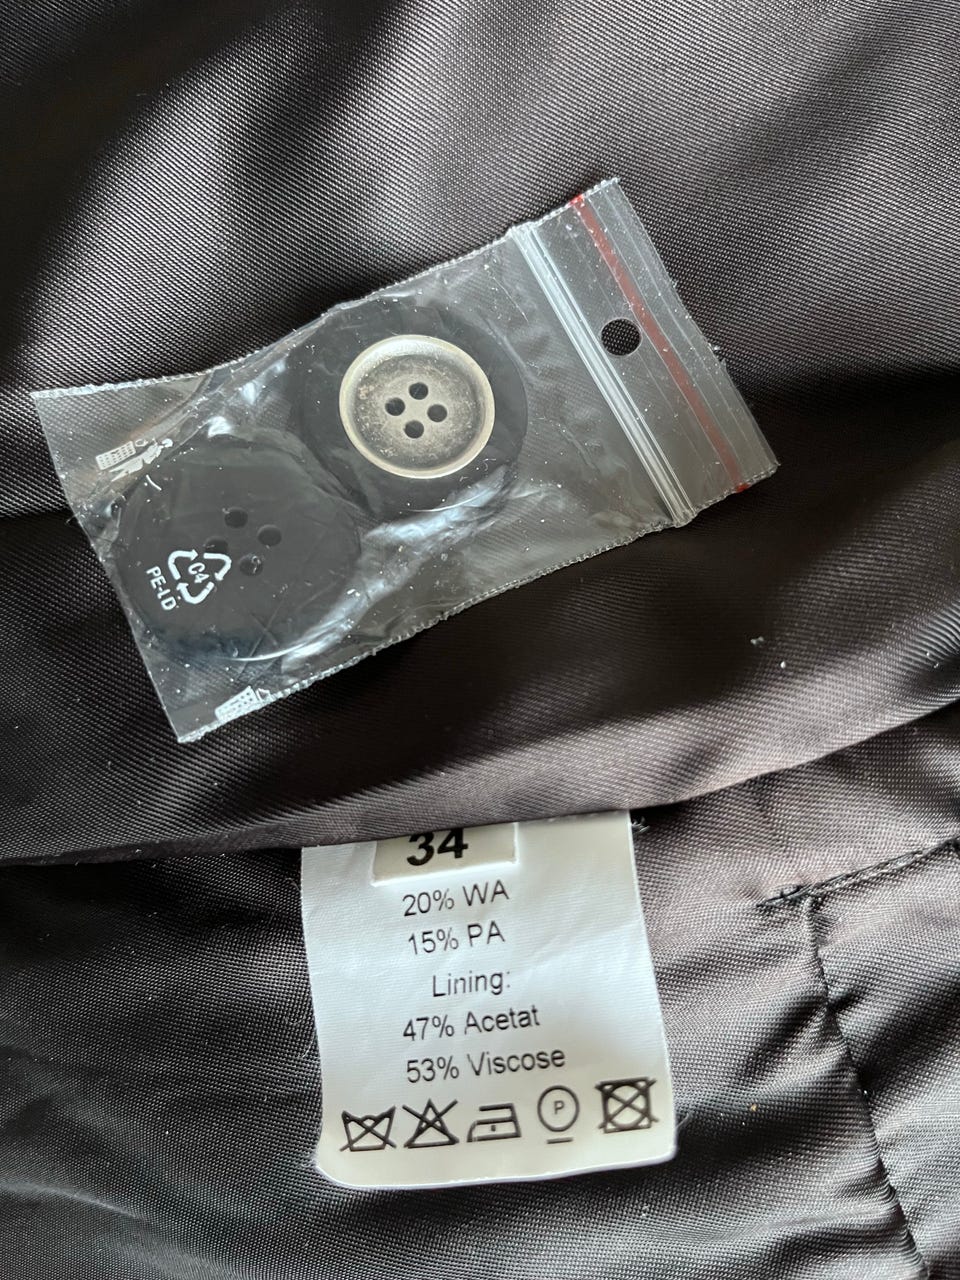 04
PE-LD
34
20% WA
15% PA
Lining:
47% Acetat
53% Viscose
P